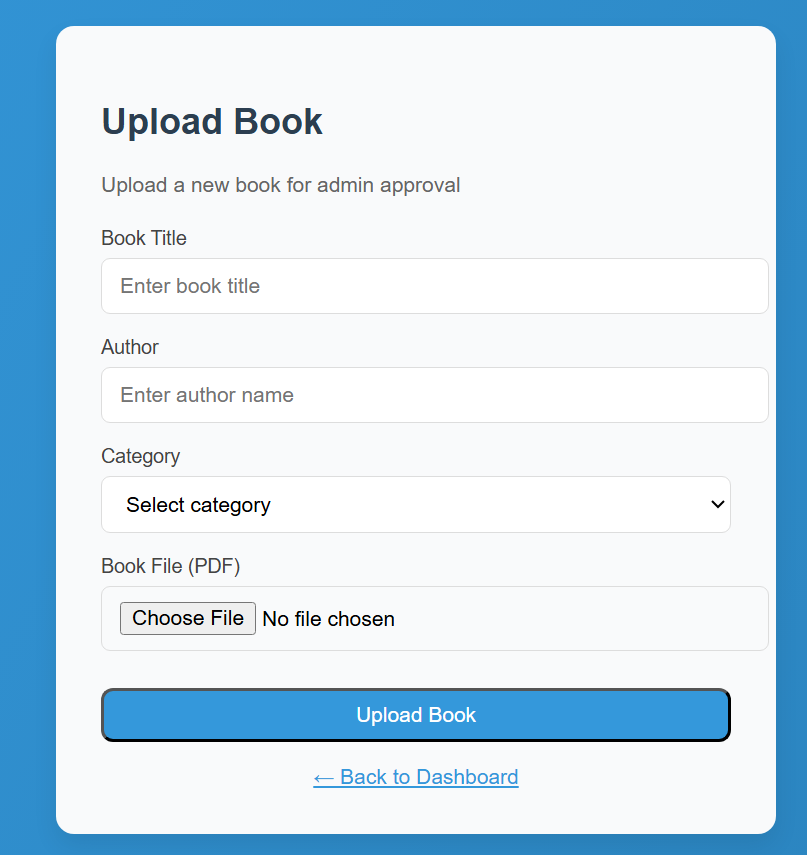 Upload Book
Upload a new book for admin approval
Book Title
Enter book title
Author
Enter author name
Category
Select category
Book File (PDF)
Choose File No file chosen
Upload Book
← Back to Dashboard